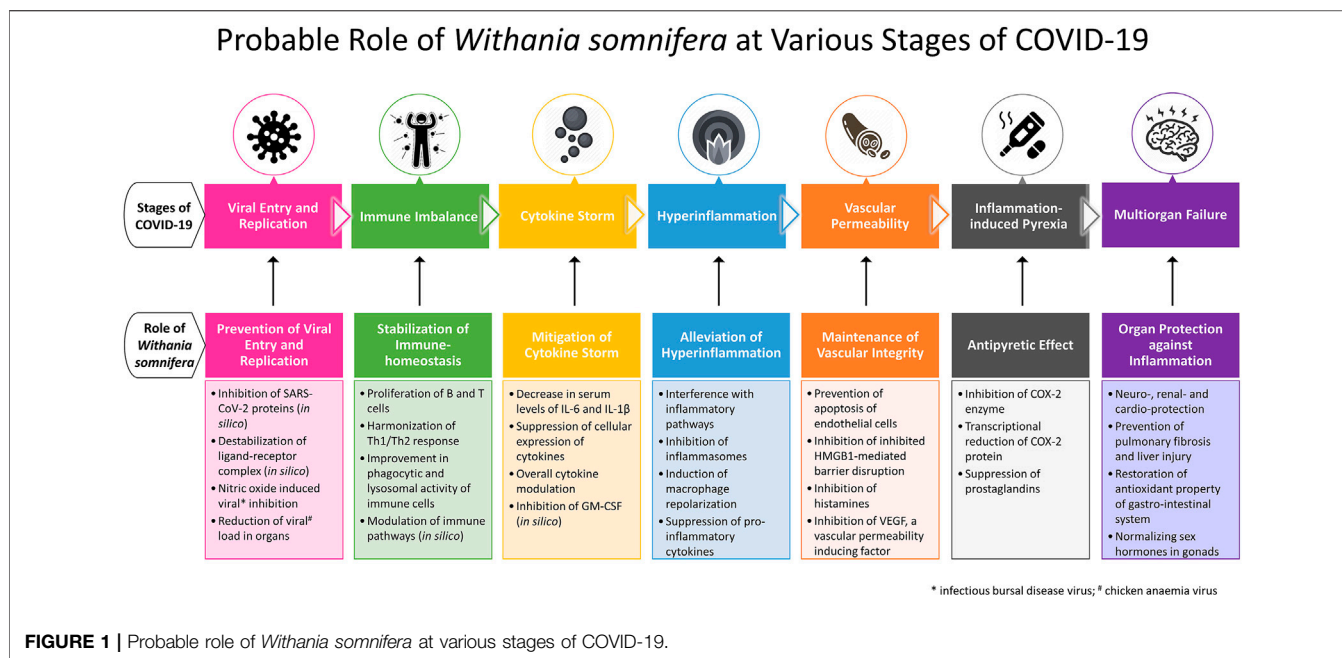 Probable Role of Withania somnifera at Various Stages of COVID-19
Stages of
COVID-19
Viral Entry and
Replication
Immune Imbalance
Cytokine Storm
Hyperinflammation
Vascular
Permeability
Inflammation-
induced Pyrexia
Multiorgan Failure
Role of
Withania
somnifera
Prevention of Viral
Entry and
Replication
• Inhibition of SARS-
CoV-2 proteins (in
silico)
• Destabilization of
ligand-receptor
complex (in silico)
• Nitric oxide induced
viral* inhibition
• Reduction of viral#
load in organs
Stabilization of
Immune-
homeostasis
• Proliferation of B and T
cells
• Harmonization of
Th1/Th2 response
• Improvement in
phagocytic and
lysosomal activity of
immune cells
• Modulation of immune
pathways (in silico)
Mitigation of
Cytokine Storm
• Decrease in serum
levels of IL-6 and IL-1β
• Suppression of cellular
expression of
cytokines
• Overall cytokine
modulation
• Inhibition of GM-CSF
(in silico)
Alleviation of
Hyperinflammation
• Interference with
inflammatory
pathways
• Inhibition of
inflammasomes
• Induction of
macrophage
repolarization
• Suppression of pro-
inflammatory
cytokines
Maintenance of
Vascular Integrity
• Prevention of
apoptosis of
endothelial cells
• Inhibition of inhibited
HMGB1-mediated
barrier disruption
• Inhibition of
histamines
• Inhibition of VEGF, a
vascular permeability
inducing factor
Antipyretic Effect
• Inhibition of COX-2
enzyme
• Transcriptional
reduction of COX-2
protein
• Suppression of
prostaglandins
Organ Protection
against
Inflammation
• Neuro-, renal- and
cardio-protection
• Prevention of
pulmonary fibrosis
and liver injury
• Restoration of
antioxidant property
of gastro-intestinal
system
• Normalizing sex
hormones in gonads
* infectious bursal disease virus; # chicken anaemia virus
FIGURE 1 | Probable role of Withania somnifera at various stages of COVID-19.